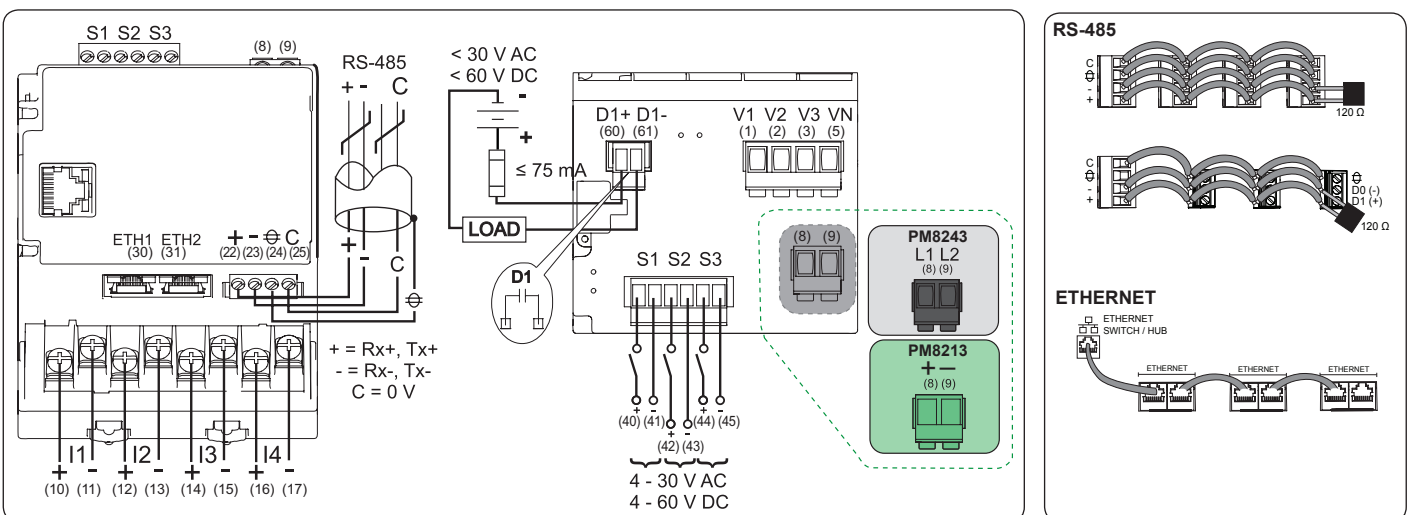 S1 S2 S3
(8) (9)
RS-485
+ - C
ETH1 ETH2
(30) (31)
+ - C
(22) (23) (24) (25)
+
-
C
+ = Rx+, Tx+
- = Rx-, Tx-
C = 0 V
I1 I2 I3 I4
+ - + - + - + -
(10) (11) (12) (13) (14) (15) (16) (17)
< 30 V AC
< 60 V DC
-
+
≤ 75 mA
LOAD
D1+ D1-
(60) (61)
D1
V1 V2 V3 VN
(1) (2) (3) (5)
S1 S2 S3
+ - + -
(40) (41) (44) (45)
+ -
(42) (43)
4 - 30 V AC
4 - 60 V DC
(8) (9)
PM8243
L1 L2
(8) (9)
PM8213
+ -
(8) (9)
RS-485
C
-
+
120 Ω
C
-
+
D0 (-)
D1 (+)
120 Ω
ETHERNET
ETHERNET
SWITCH / HUB
ETHERNET ETHERNET ETHERNET